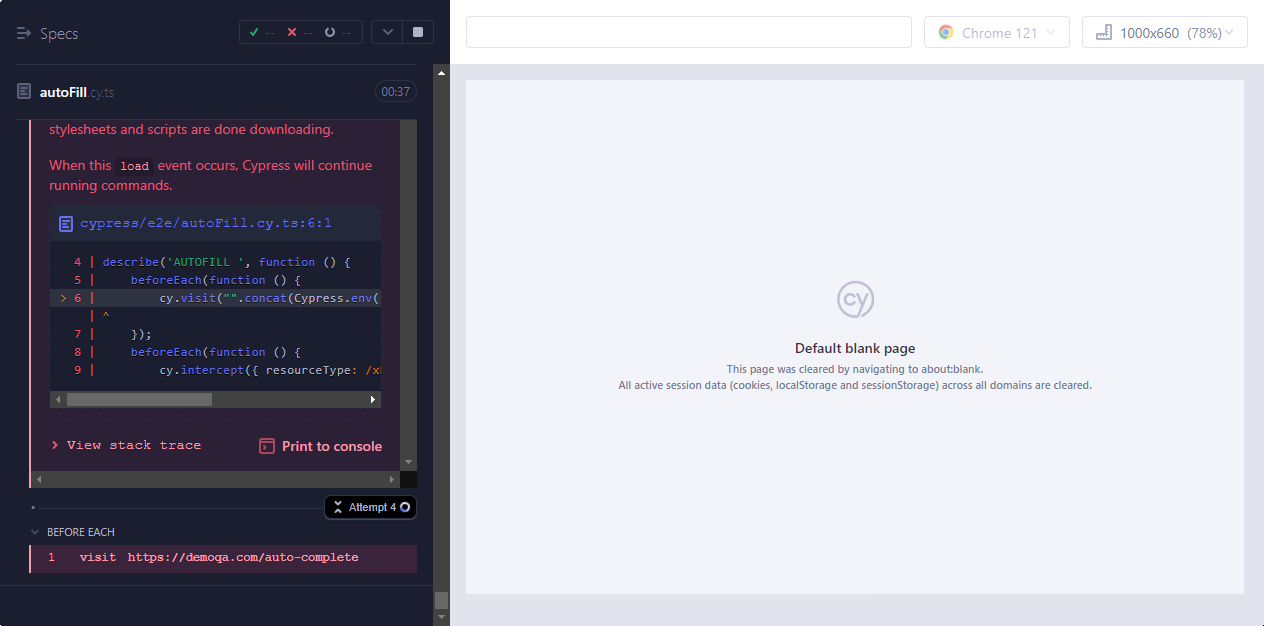 Specs
--
--
--
autoFill.cy.ts
00:37
stylesheets and scripts are done downloading.
When this load event occurs, Cypress will continue
running commands.
cypress/e2e/autoFill.cy.ts:6:1
4 | describe('AUTOFILL ', function () {
5 | beforeEach(function () {
> 6 | cy.visit("".concat(Cypress.env(
| ^
7 | });
8 | beforeEach(function () {
9 | cy.intercept({ resourceType: /x
View stack trace
Print to console
Attempt 4
BEFORE EACH
1 visit https://demoqa.com/auto-complete
Chrome 121
1000x660 (78%)
cy
Default blank page
This page was cleared by navigating to about:blank.
All active session data (cookies, localStorage and sessionStorage) across all domains are cleared.